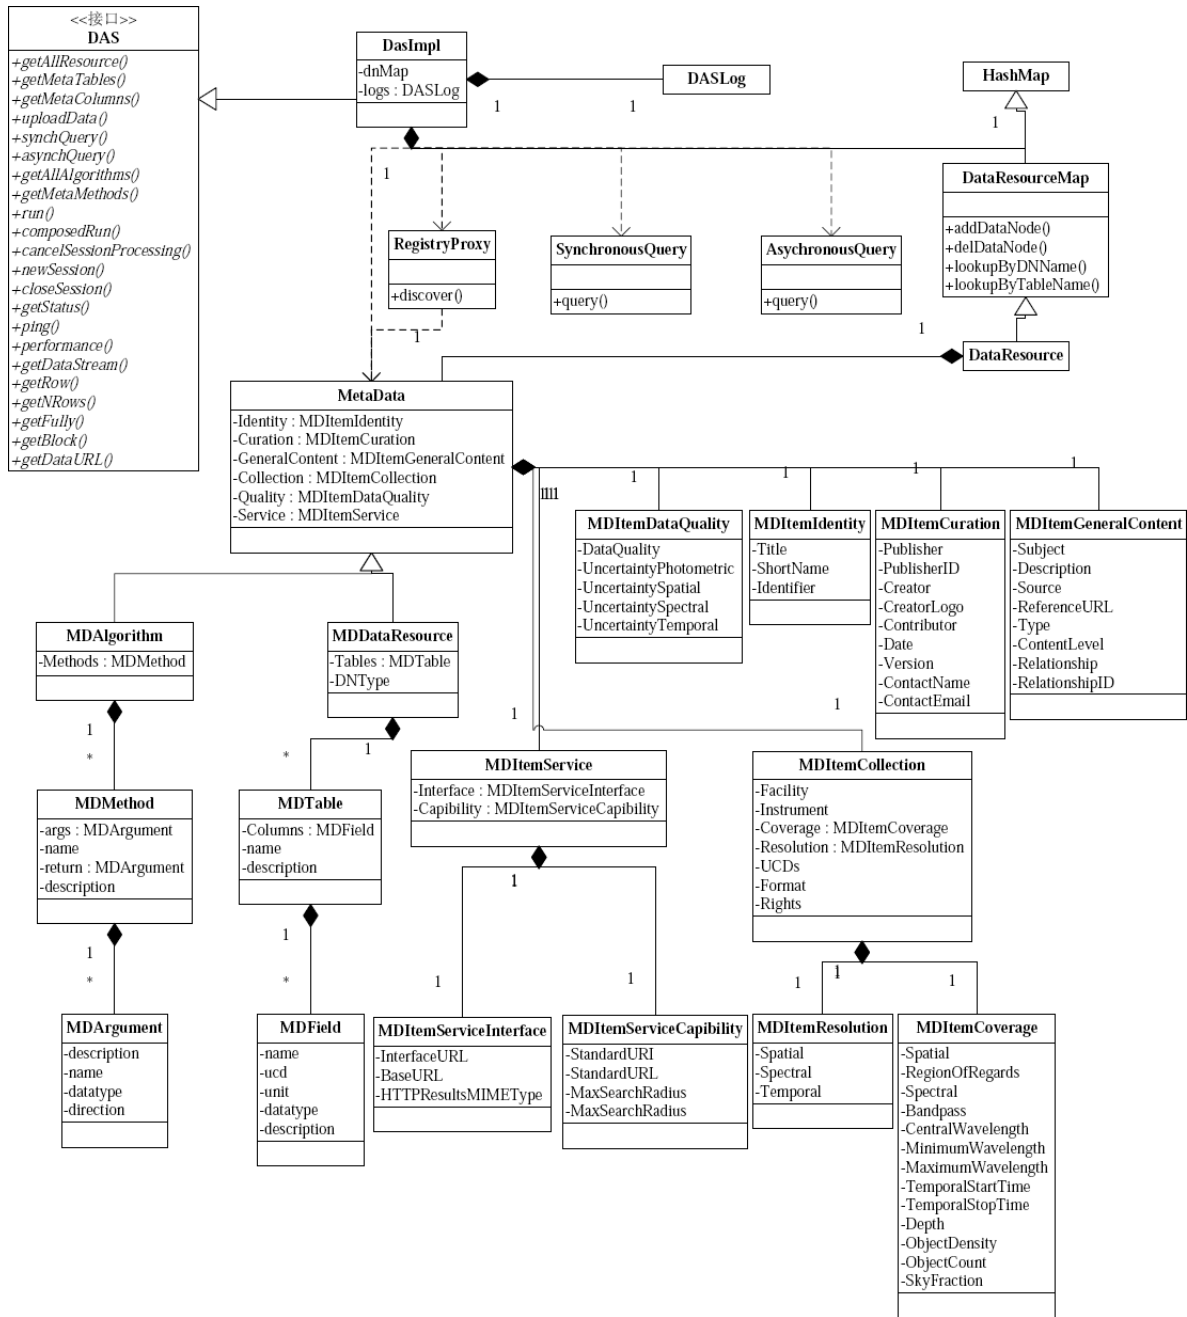 <<接口>>
DAS
+getAllResource()
+getMetaTables()
+getMetaColumns()
+uploadData()
+synchQuery()
+asynchQuery()
+getAllAlgorithms()
+getMetaMethods()
+run()
+composedRun()
+cancelSessionProcessing()
+newSession()
+closeSession()
+getStatus()
+ping()
+performance()
+getDataStream()
+getRow()
+getNRows()
+getFully()
+getBlock()
+getDataURL()
DasImpl
-dnMap
-logs : DASLog
1
1
DASLog
HashMap
1
1
DataResourceMap
+addDataNode()
+delDataNode()
+lookupByDNName()
+lookupByTableName()
RegistryProxy
+discover()
SynchronousQuery
+query()
AsychronousQuery
+query()
1
1
DataResource
MetaData
-Identity : MDItemIdentity
-Curation : MDItemCuration
-GeneralContent : MDItemGeneralContent
-Collection : MDItemCollection
-Quality : MDItemDataQuality
-Service : MDItemService
1
1
1
1
1111
MDItemDataQuality
-DataQuality
-UncertaintyPhotometric
-UncertaintySpatial
-UncertaintySpectral
-UncertaintyTemporal
MDItemIdentity
-Title
-ShortName
-Identifier
MDItemCuration
-Publisher
-PublisherID
-Creator
-CreatorLogo
-Contributor
-Date
-Version
-ContactName
-ContactEmail
MDItemGeneralContent
-Subject
-Description
-Source
-ReferenceURL
-Type
-ContentLevel
-Relationship
-RelationshipID
MDAlgorithm
-Methods : MDMethod
1
*
MDDataResource
-Tables : MDTable
-DNType
1
*
1
1
MDMethod
-args : MDArgument
-name
-return : MDArgument
-description
1
*
MDTable
-Columns : MDField
-name
-description
1
*
MDItemService
-Interface : MDItemServiceInterface
-Capibility : MDItemServiceCapibility
1
1
1
MDItemCollection
-Facility
-Instrument
-Coverage : MDItemCoverage
-Resolution : MDItemResolution
-UCDs
-Format
-Rights
1
1
1
1
MDArgument
-description
-name
-datatype
-direction
MDField
-name
-ucd
-unit
-datatype
-description
MDItemServiceInterface
-InterfaceURL
-BaseURL
-HTTPResultsMIMEType
MDItemServiceCapibility
-StandardURI
-StandardURL
-MaxSearchRadius
-MaxSearchRadius
MDItemResolution
-Spatial
-Spectral
-Temporal
MDItemCoverage
-Spatial
-RegionOfRegards
-Spectral
-Bandpass
-CentralWavelength
-MinimumWavelength
-MaximumWavelength
-TemporalStartTime
-TemporalStopTime
-Depth
-ObjectDensity
-ObjectCount
-SkyFraction